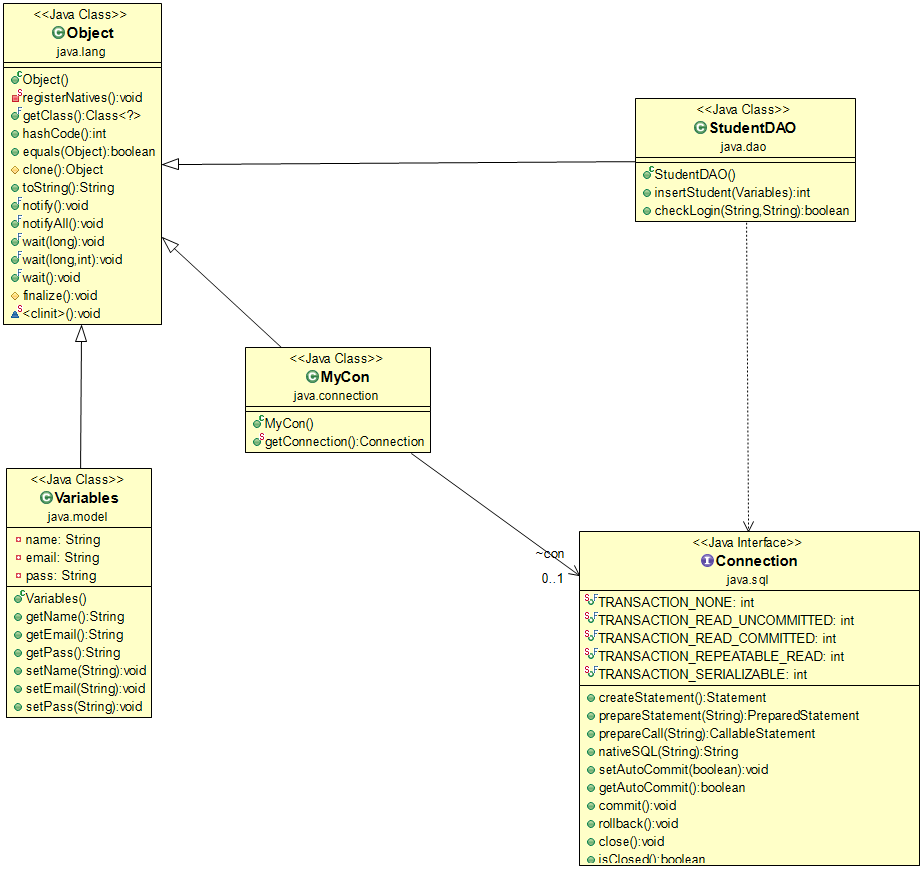 <<Java Class>>
Object
java.lang
Object()
registerNatives():void
getClass():Class<?>
hashCode():int
equals(Object):boolean
clone():Object
toString():String
notify():void
notifyAll():void
wait(long):void
wait(long,int):void
wait():void
finalize():void
<clinit>():void
<<Java Class>>
StudentDAO
java.dao
StudentDAO()
insertStudent(Variables):int
checkLogin(String,String):boolean
<<Java Class>>
MyCon
java.connection
MyCon()
getConnection():Connection
<<Java Class>>
Variables
java.model
name: String
email: String
pass: String
Variables()
getName():String
getEmail():String
getPass():String
setName(String):void
setEmail(String):void
setPass(String):void
~con
0..1
<<Java Interface>>
Connection
java.sql
TRANSACTION_NONE: int
TRANSACTION_READ_UNCOMMITTED: int
TRANSACTION_READ_COMMITTED: int
TRANSACTION_REPEATABLE_READ: int
TRANSACTION_SERIALIZABLE: int
createStatement():Statement
prepareStatement(String):PreparedStatement
prepareCall(String):CallableStatement
nativeSQL(String):String
setAutoCommit(boolean):void
getAutoCommit():boolean
commit():void
rollback():void
close():void
isClosed():boolean